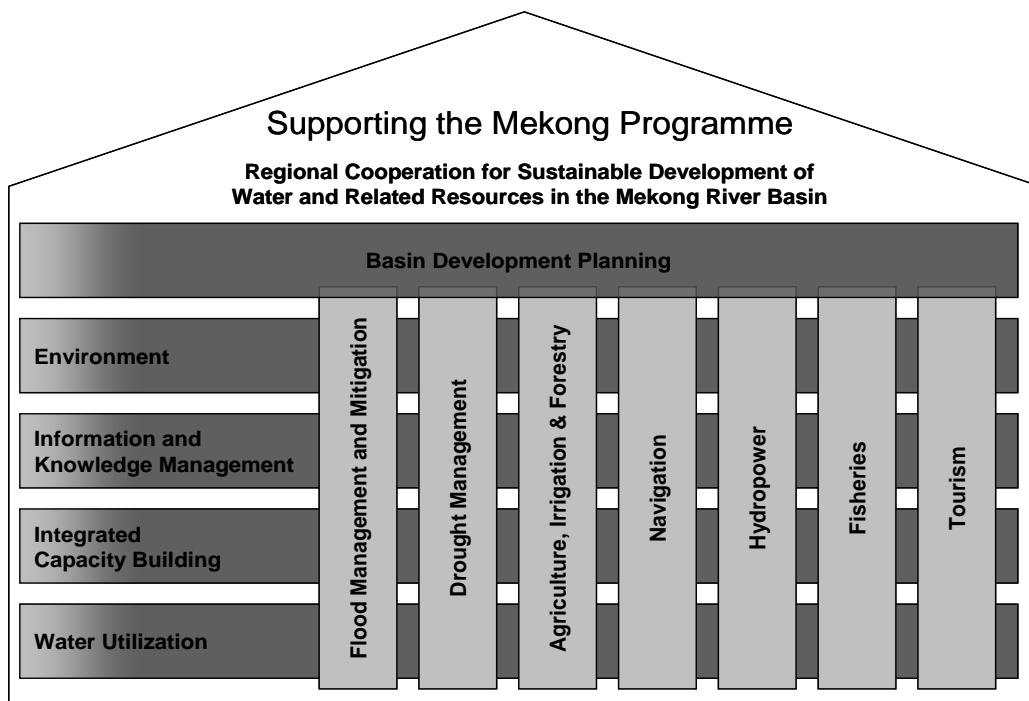 Supporting the Mekong Programme
Regional Cooperation for Sustainable Development of
Water and Related Resources in the Mekong River Basin
Basin Development Planning
Environment
Information and
Knowledge Management
Integrated
Capacity Building
Water Utilization
Flood Management and Mitigation
Drought Management
Agriculture, Irrigation & Forestry
Navigation
Hydropower
Fisheries
Tourism